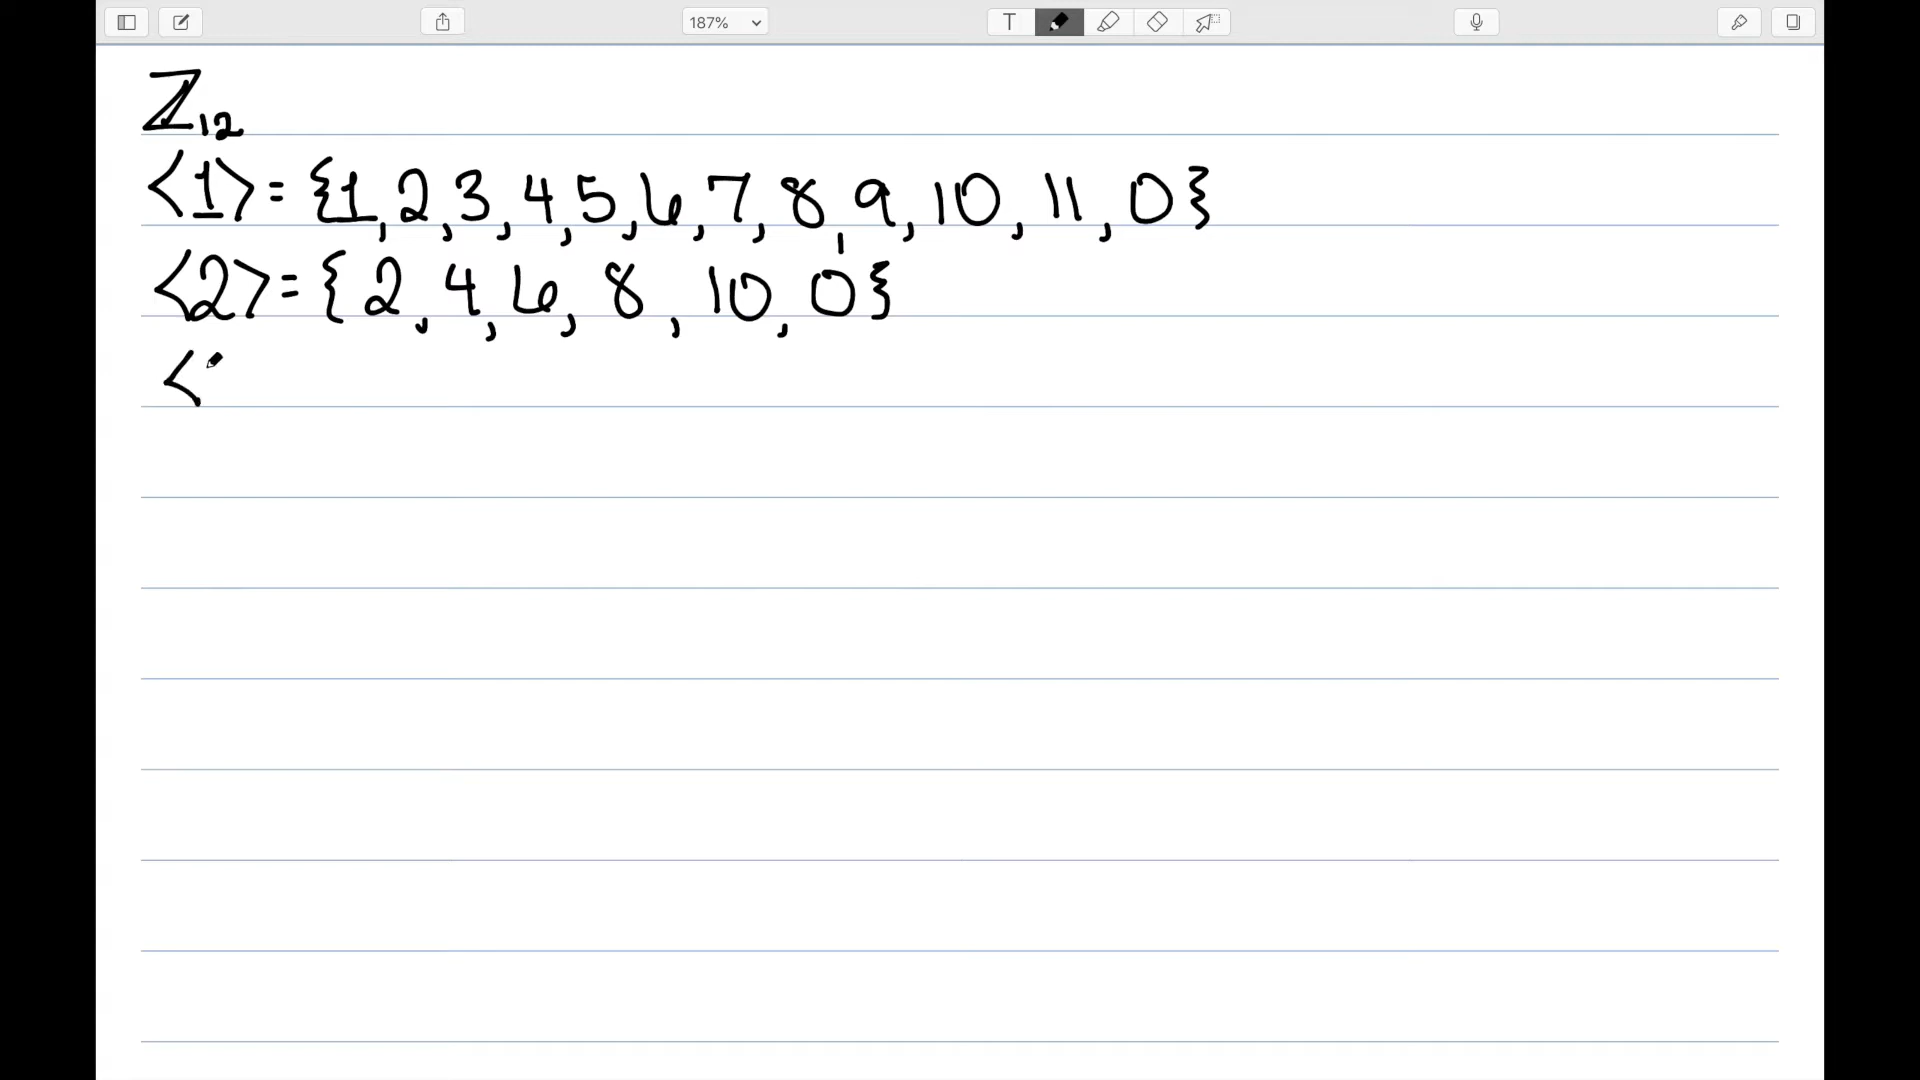 187%
T
ℤ₁₂
<1>={1,2,3,4,5,6,7,8,9,10,11,0}
<2>={2,4,6,8,10,0}
<